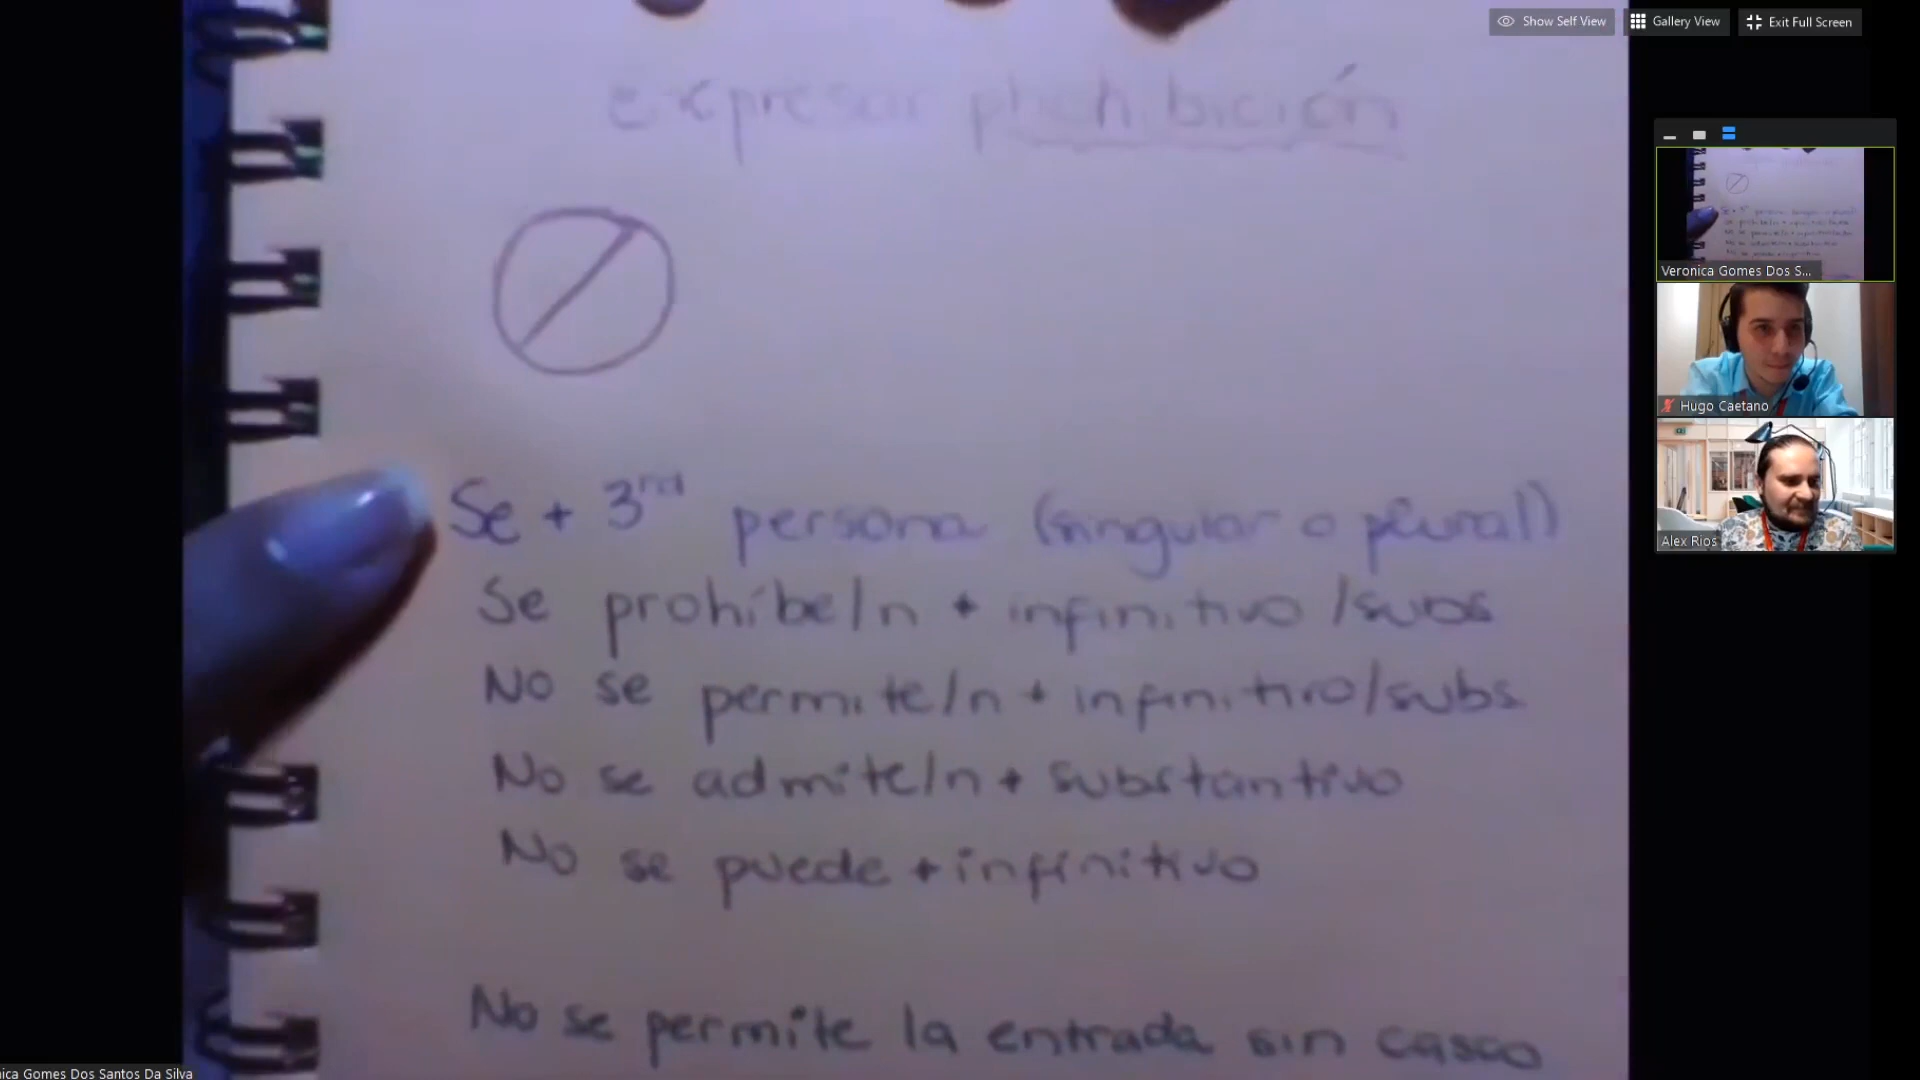 Show Self View
Gallery View
Exit Full Screen
expresar prohibición
Se + 3rd persona (singular o plural)
Se prohíbe/n + infinitivo /subs
No se permite/n + infinitivo/subs
No se admite/n + substantivo
No se puede + infinitivo
No se permite la entrada sin casco
Veronica Gomes Dos S...
Hugo Caetano
Alex Rios
nica Gomes Dos Santos Da Silva